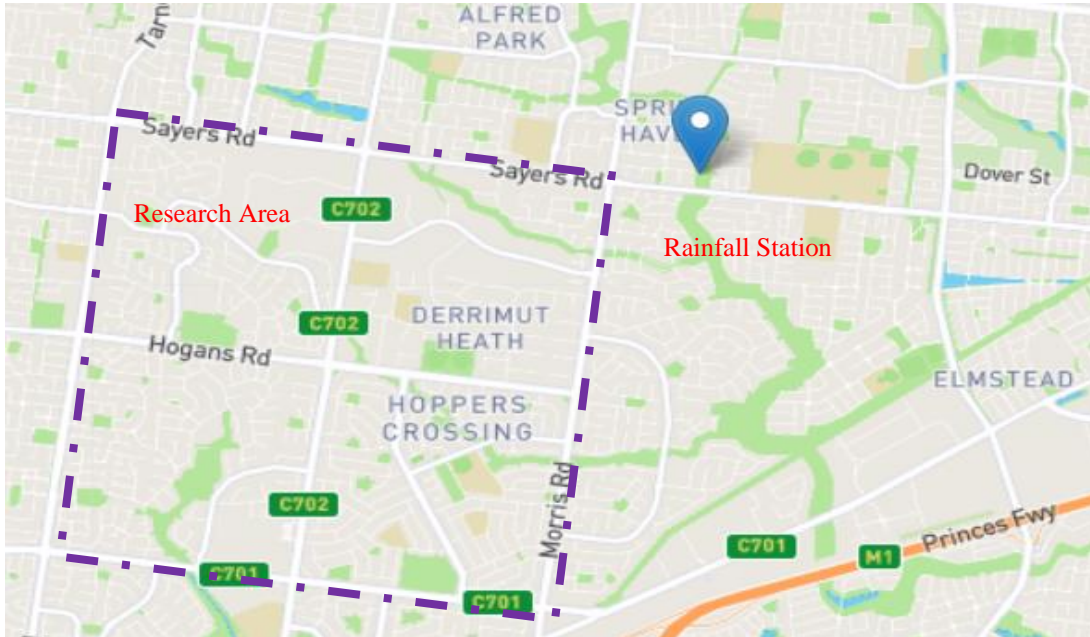 ALFRED
PARK
Tarn
SPRI
HAV
Sayers Rd
Sayers Rd
Dover St
Research Area
C702
Rainfall Station
C702
DERRIMUT
HEATH
Hogans Rd
ELMSTEAD
HOPPERS
CROSSING
C702
Morris Rd
Princes Fwy
C701
M1
C701
C701